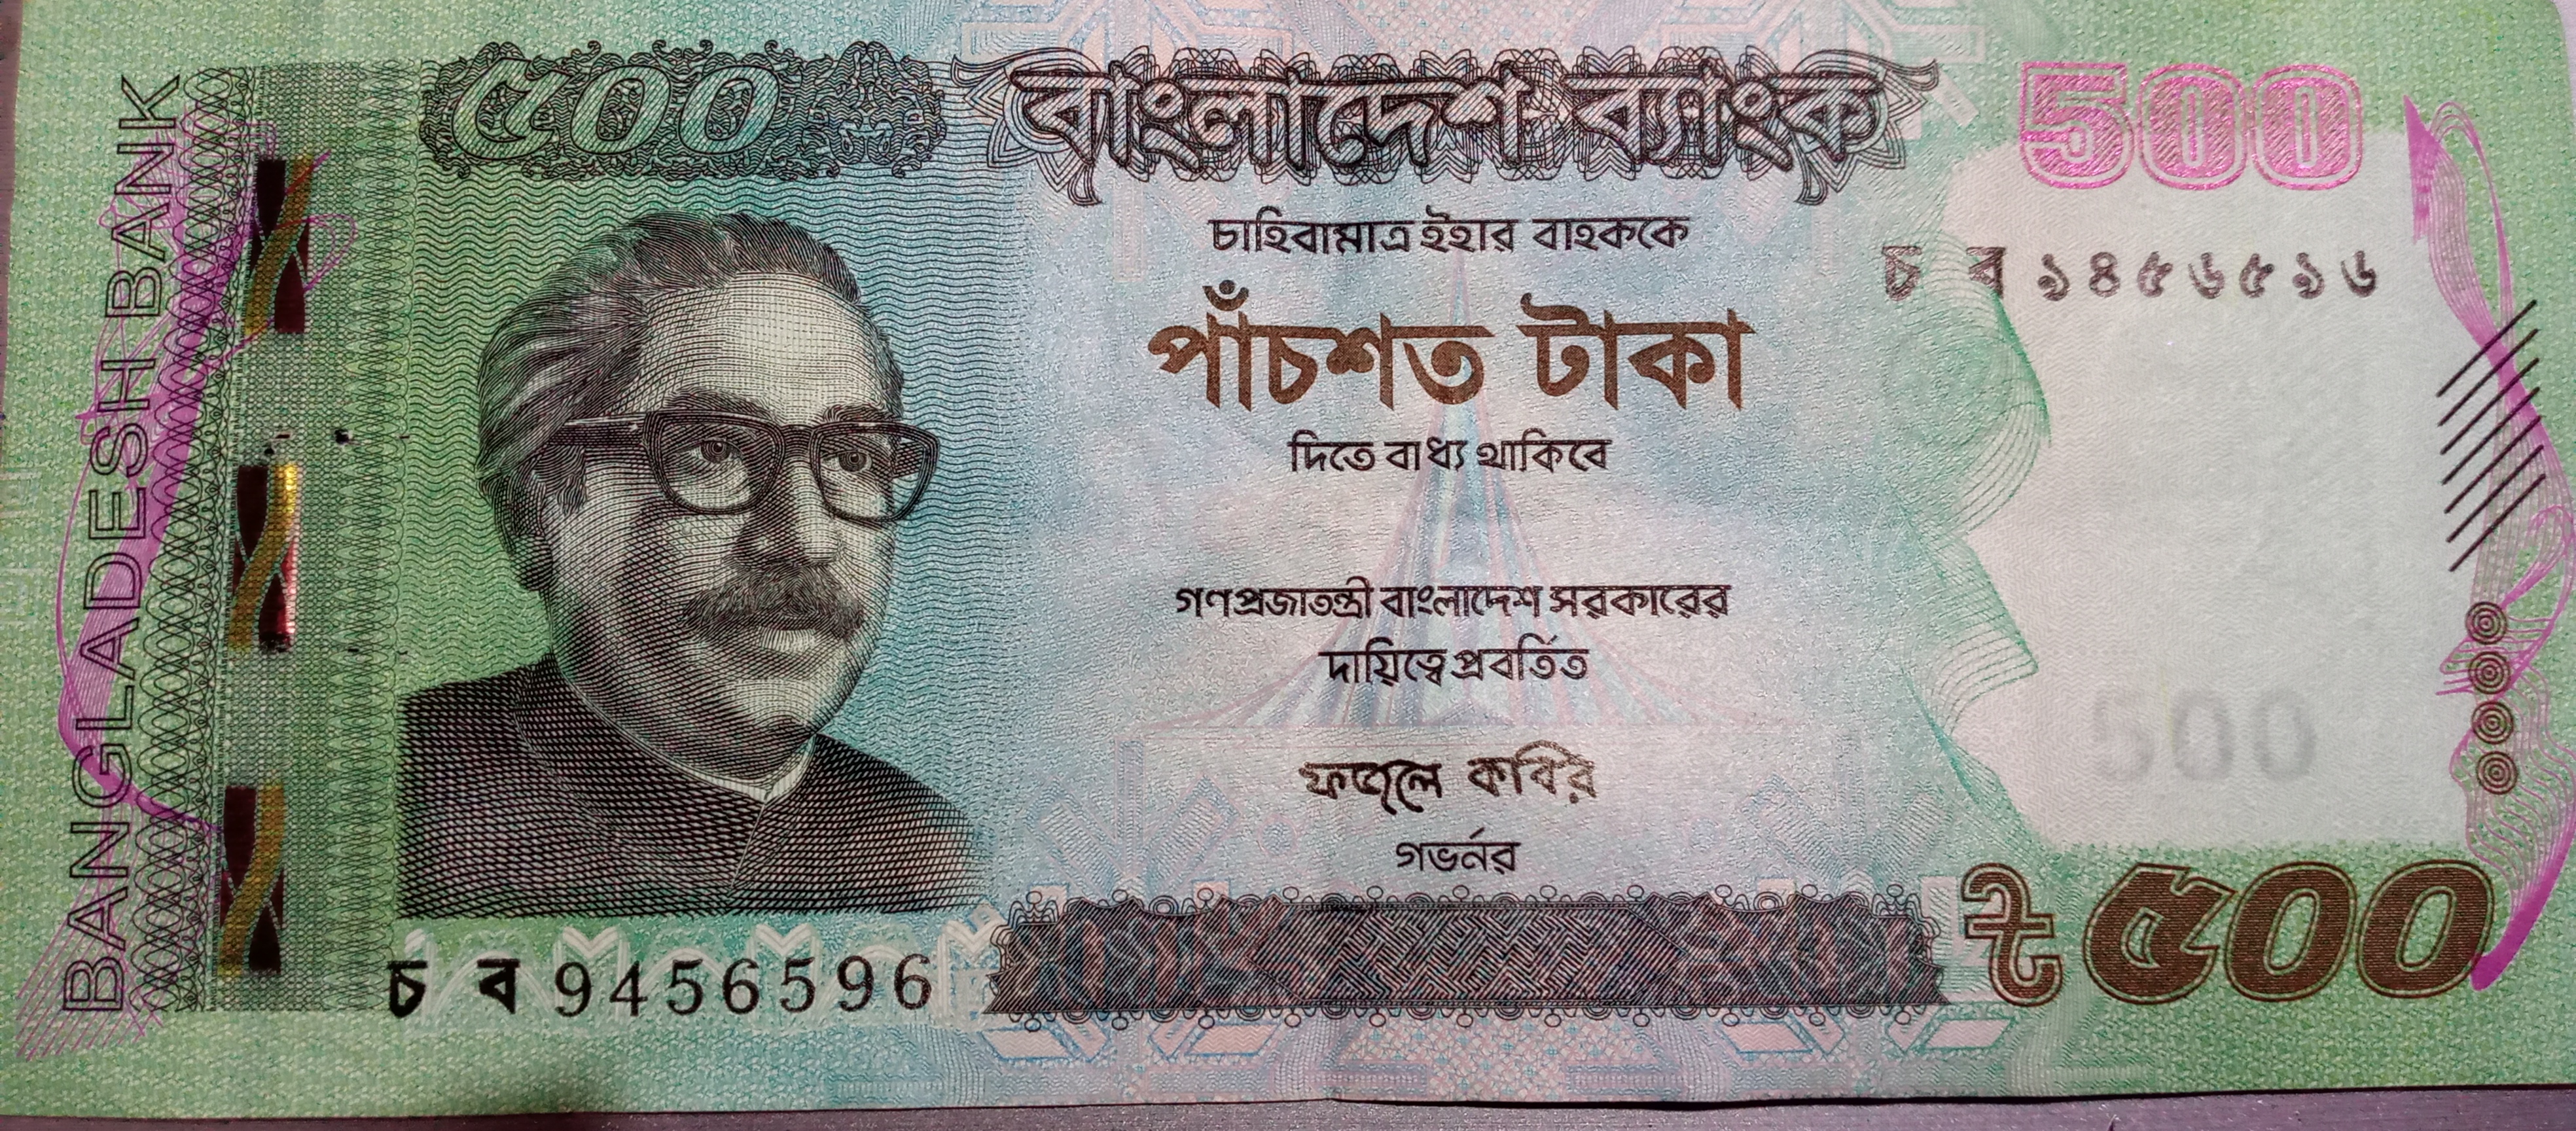 BANGLADESH BANK
৫০০
বাংলাদেশ ব্যাংক
500
চাহিবামাত্র ইহার বাহককে
চ ব ৯৪৫৬৫৯৬
পাঁচশত টাকা
দিতে বাধ্য থাকিবে
গণপ্রজাতন্ত্রী বাংলাদেশ সরকারের
দায়িত্বে প্রবর্তিত
500
ফজলে কবির
গভর্নর
৳ ৫০০
চ ব 9456596